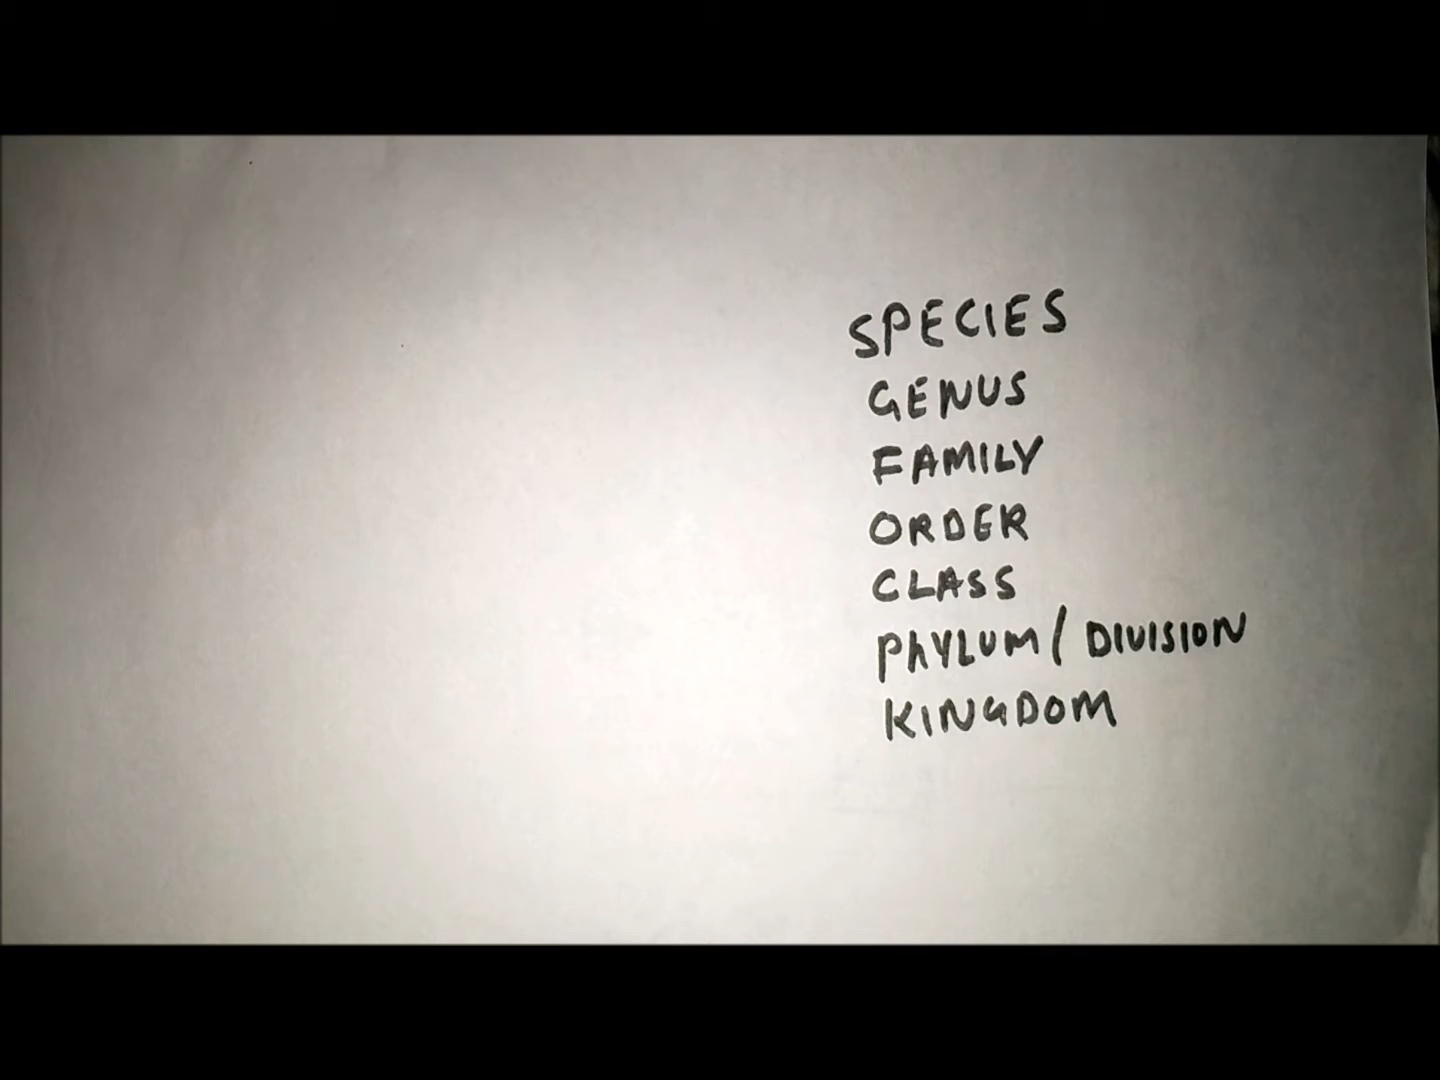 SPECIES
GENUS
FAMILY
ORDER
CLASS
PHYLUM/ DIVISION
KINGDOM